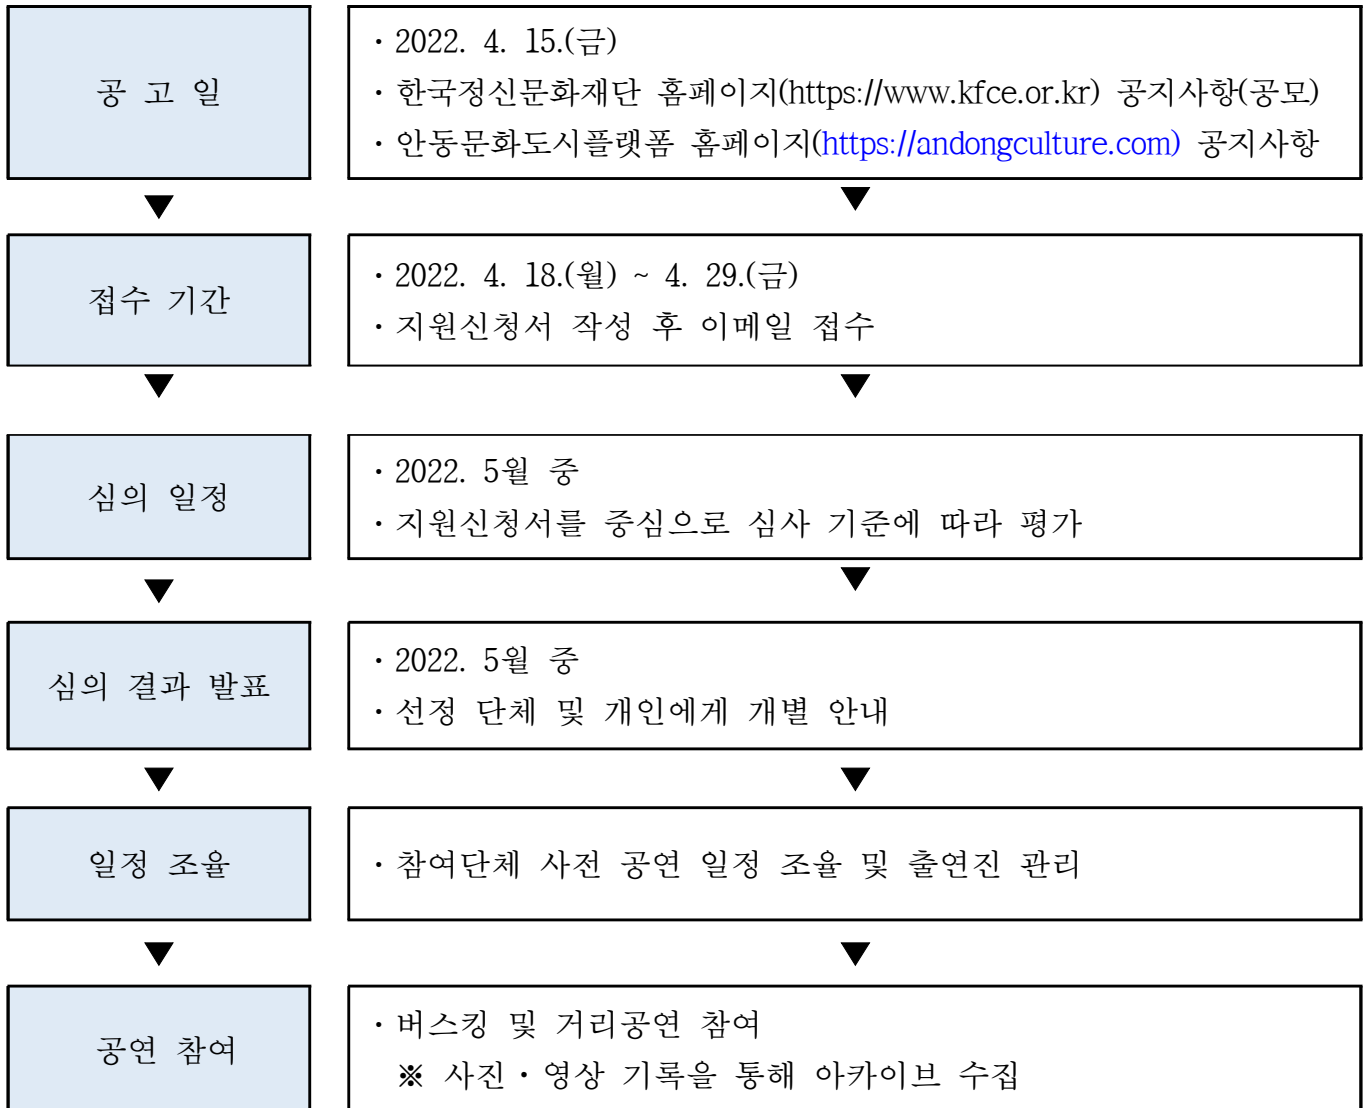 공 고 일
· 2022. 4. 15.(금)
· 한국정신문화재단 홈페이지(https://www.kfce.or.kr) 공지사항(공모)
· 안동문화도시플랫폼 홈페이지(https://andongculture.com) 공지사항
▼ ▼
접수 기간
· 2022. 4. 18.(월) ~ 4. 29.(금)
· 지원신청서 작성 후 이메일 접수
▼ ▼
심의 일정
· 2022. 5월 중
· 지원신청서를 중심으로 심사 기준에 따라 평가
▼ ▼
심의 결과 발표
· 2022. 5월 중
· 선정 단체 및 개인에게 개별 안내
▼ ▼
일정 조율
· 참여단체 사전 공연 일정 조율 및 출연진 관리
▼ ▼
공연 참여
· 버스킹 및 거리공연 참여
※ 사진·영상 기록을 통해 아카이브 수집